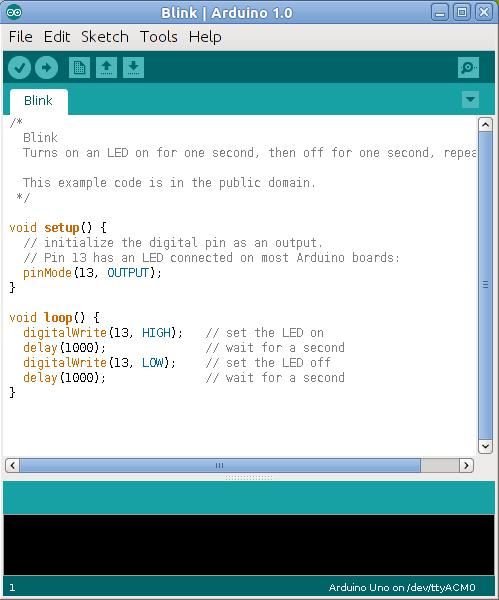 Blink | Arduino 1.0
File Edit Sketch Tools Help
Blink
/*
  Blink
  Turns on an LED on for one second, then off for one second, repea

  This example code is in the public domain.
 */

void setup() {
  // initialize the digital pin as an output.
  // Pin 13 has an LED connected on most Arduino boards:
  pinMode(13, OUTPUT);
}

void loop() {
  digitalWrite(13, HIGH);   // set the LED on
  delay(1000);              // wait for a second
  digitalWrite(13, LOW);    // set the LED off
  delay(1000);              // wait for a second
}
1
Arduino Uno on /dev/ttyACM0